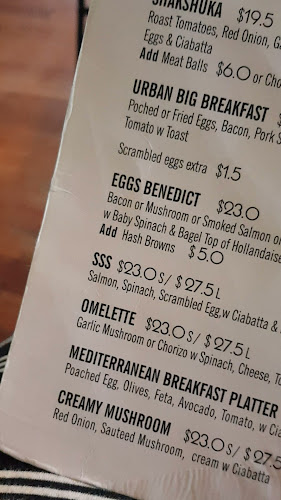 SHAKSHUKA $19.5
Roast Tomatoes, Red Onion,
Eggs & Ciabatta
Add Meat Balls $6.0 or
URBAN BIG BREAKFAST
Poched or Fried Eggs, Bacon, Pork
Tomato w Toast
Scrambled eggs extra $1.5
EGGS BENEDICT $23.0
Bacon or Mushroom or Smoked Salmon
w Baby Spinach & Bagel Top of Hollandaise
Add Hash Browns $5.0
SSS $23.0 S/ $27.5 L
Salmon, Spinach, Scrambled Egg,w Ciabatta &
OMELETTE $23.0 S/ $27.5 L
Garlic Mushroom or Chorizo w Spinach, Cheese,
MEDITERRANEAN BREAKFAST PLATTER
Poached Egg, Olives, Feta, Avocado, Tomato, w
CREAMY MUSHROOM $23.0 S/ $27.5
Red Onion, Sauteed Mushroom, cream w Ciabatta